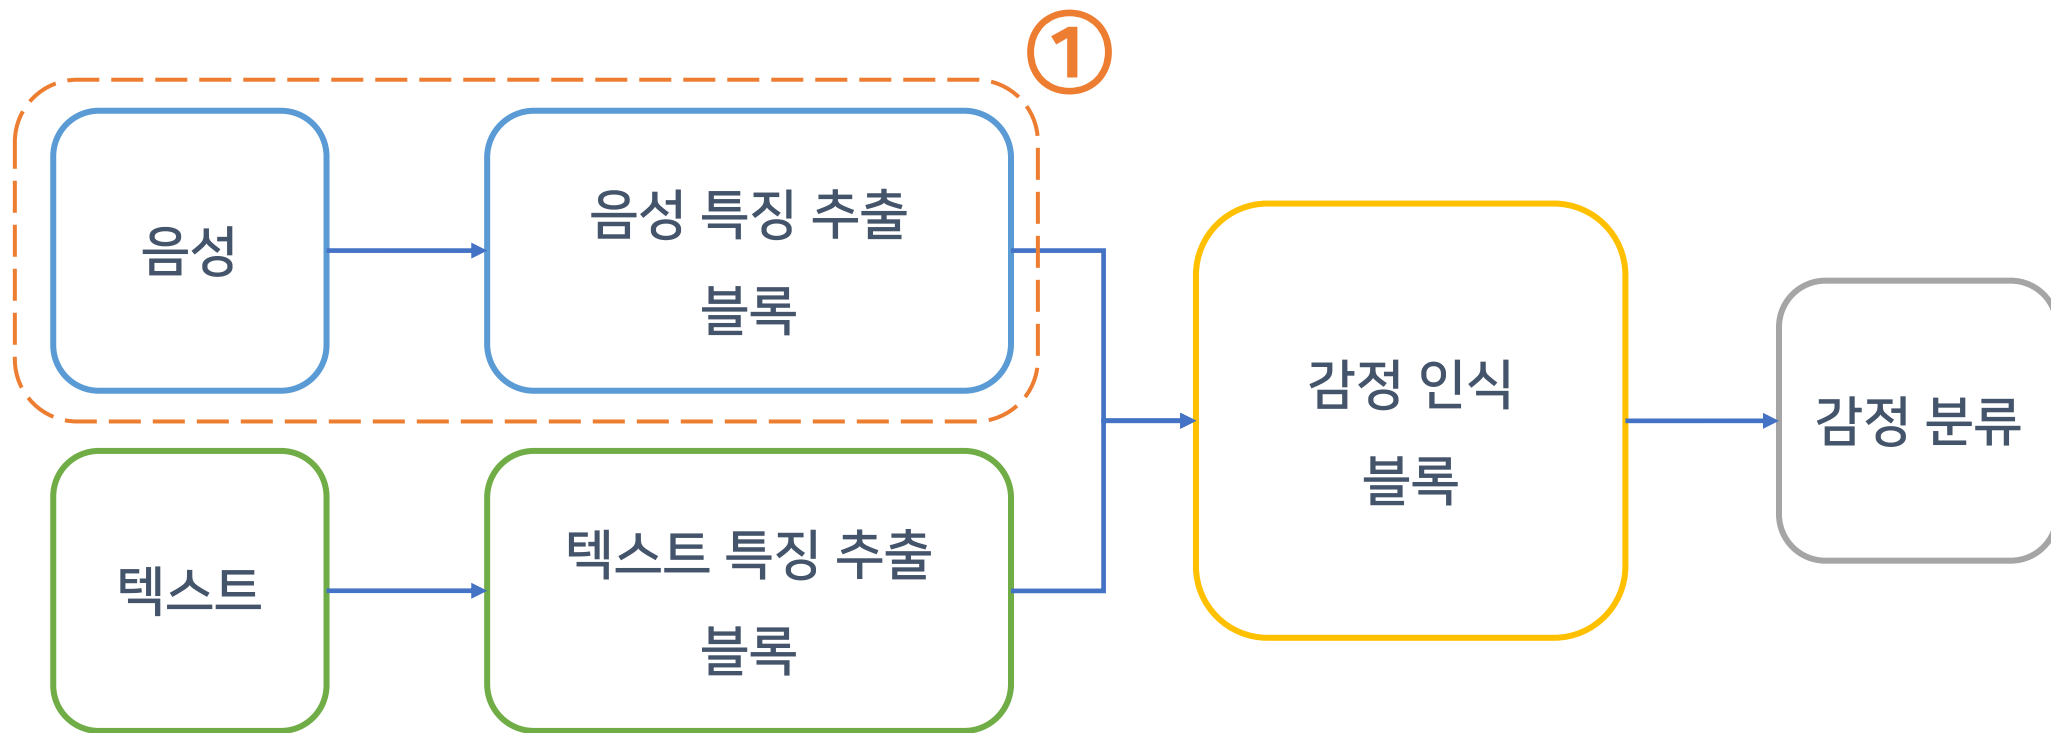 ①
음성
음성 특징 추출
블록
텍스트
텍스트 특징 추출
블록
감정 인식
블록
감정 분류